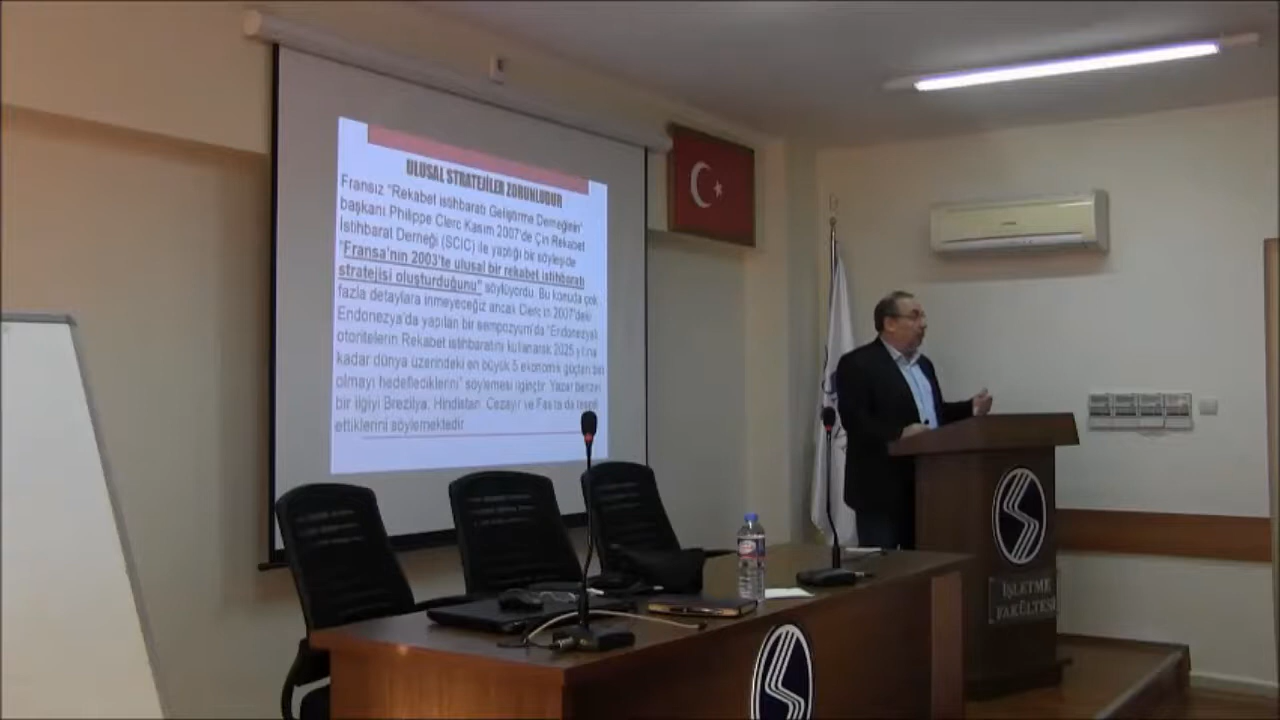 ULUSAL STRATEJİLER ZORUNLUDUR
Fransız "Rekabet istihbaratı Geliştirme Derneğinin'
başkanı Philippe Clerc Kasım 2007'de Çin Rekabet
İstihbarat Derneği (SCIC) ile yaptığı bir söyleşide
"Fransa'nın 2003'te ulusal bir rekabet istihbaratı
stratejisi oluşturduğunu" söylüyordu. Bu konuda çok
fazla detaylara inmeyeceğiz ancak Clerc'in 2007'deki
Endonezya'da yapılan bir sempozyum'da "Endonezyalı
otoritelerin Rekabet istihbaratını kullanarak 2025 yılına
kadar dünya üzerindeki en büyük 5 ekonomik güçten biri
olmayı hedeflediklerini" söylemesi ilginçtir. Yazar benzer
bir ilgiyi Brezilya, Hindistan, Cezayir ve Fas'ta da tespit
ettiklerini söylemektedir
İŞLETME
FAKÜLTESİ